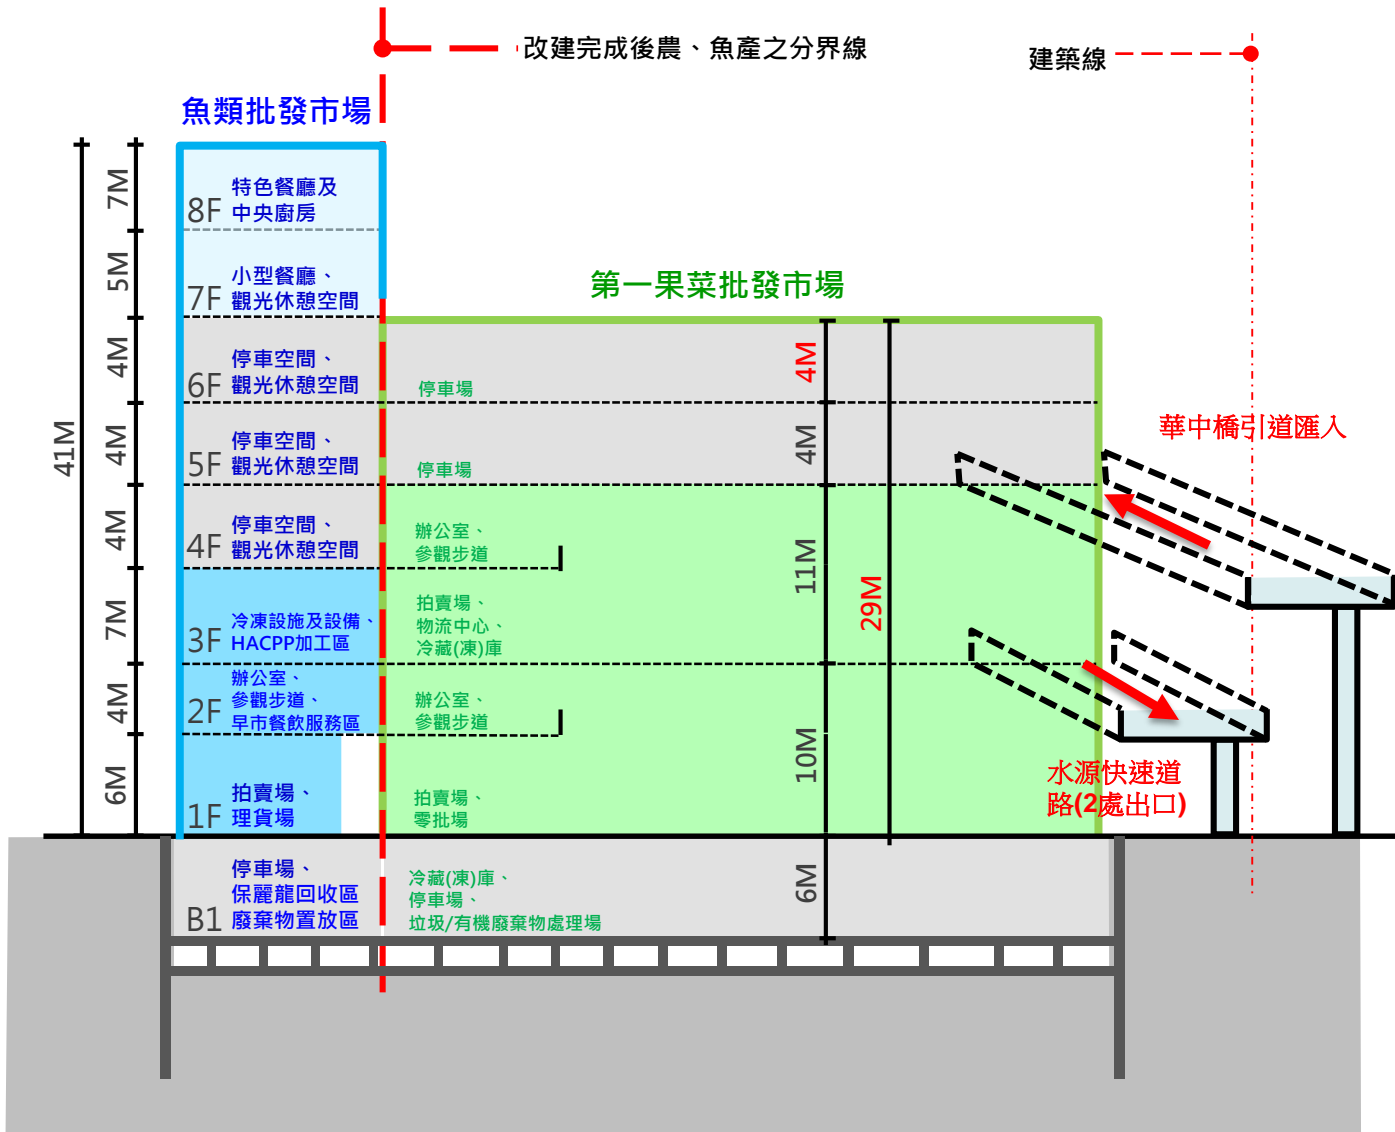 改建完成後農、魚產之分界線
建築線
魚類批發市場
41M
7M
5M
4M
4M
4M
7M
4M
6M
8F
特色餐廳及
中央廚房
7F
小型餐廳、
觀光休憩空間
6F
停車空間、
觀光休憩空間
5F
停車空間、
觀光休憩空間
4F
停車空間、
觀光休憩空間
3F
冷凍設施及設備、
HACPP加工區
2F
辦公室、
參觀步道、
早市餐飲服務區
1F
拍賣場、
理貨場
B1
停車場、
保麗龍回收區
廢棄物置放區
第一果菜批發市場
停車場
停車場
辦公室、
參觀步道
拍賣場、
物流中心、
冷藏(凍)庫
辦公室、
參觀步道
拍賣場、
零批場
冷藏(凍)庫、
停車場、
垃圾/有機廢棄物處理場
4M
4M
11M
10M
6M
29M
華中橋引道匯入
水源快速道
路(2處出口)